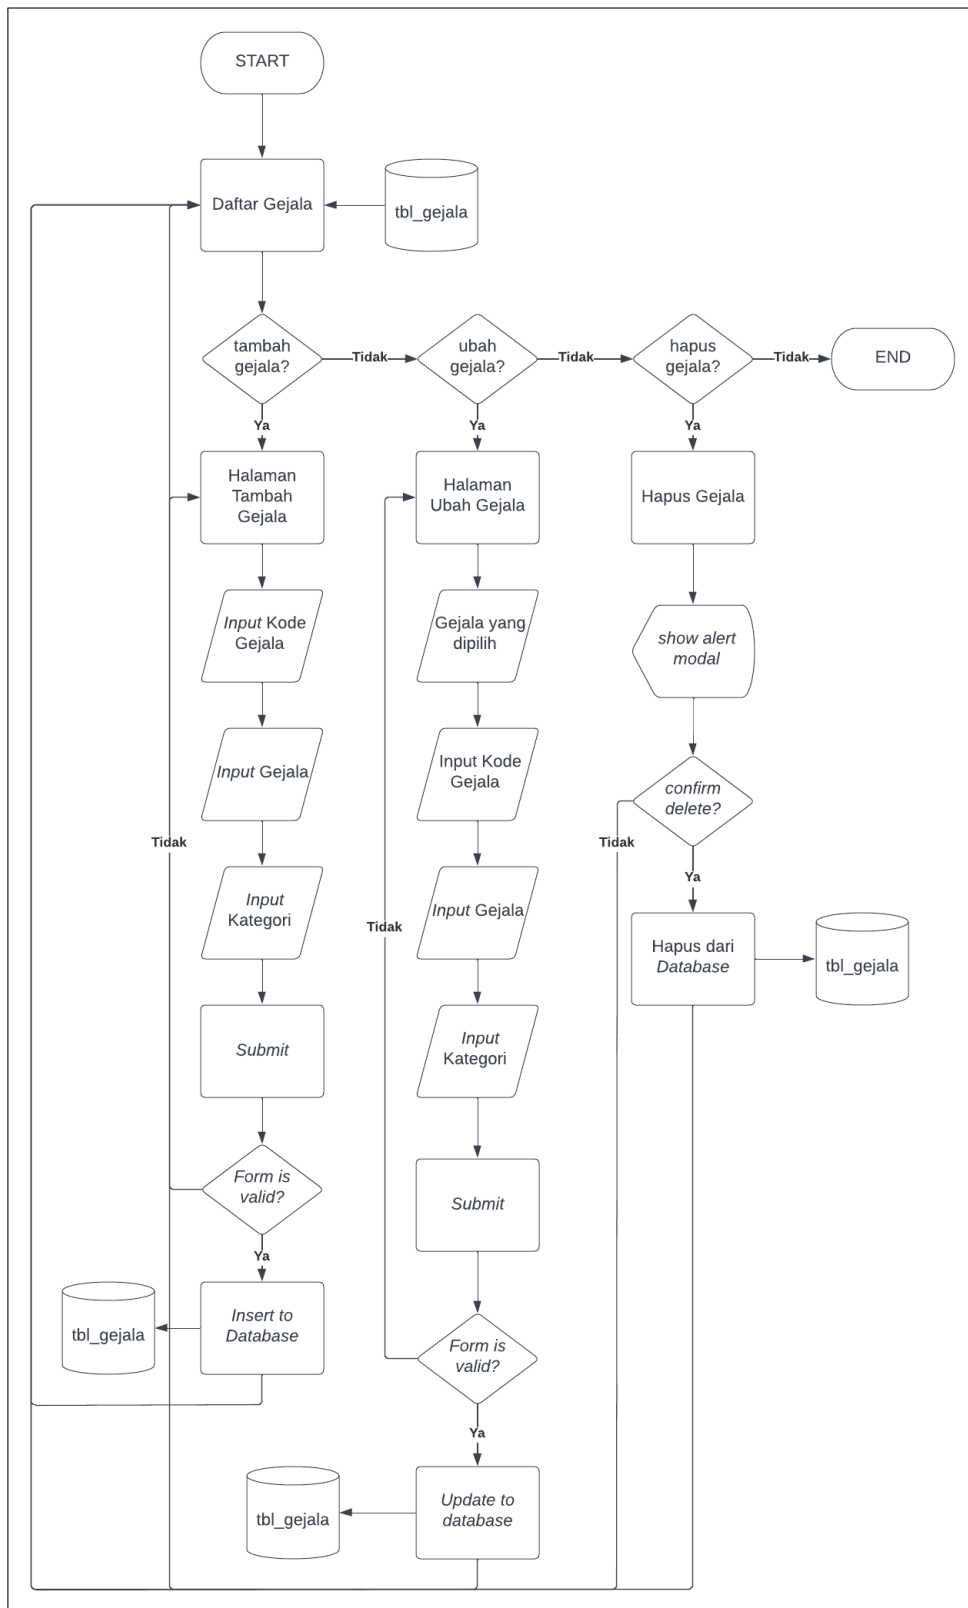 START
Daftar Gejala
tbl_gejala
tambah
gejala?
Tidak
ubah
gejala?
Tidak
hapus
gejala?
Tidak
END
Ya
Ya
Ya
Halaman
Tambah
Gejala
Halaman
Ubah Gejala
Hapus Gejala
Input Kode
Gejala
Gejala yang
dipilih
show alert
modal
Input Gejala
Input Kode
Gejala
confirm
delete?
Tidak
Tidak
Ya
Input
Kategori
Input Gejala
Tidak
Hapus dari
Database
tbl_gejala
Submit
Input
Kategori
Form is
valid?
Submit
Ya
Insert to
Database
tbl_gejala
Form is
valid?
Ya
Update to
database
tbl_gejala